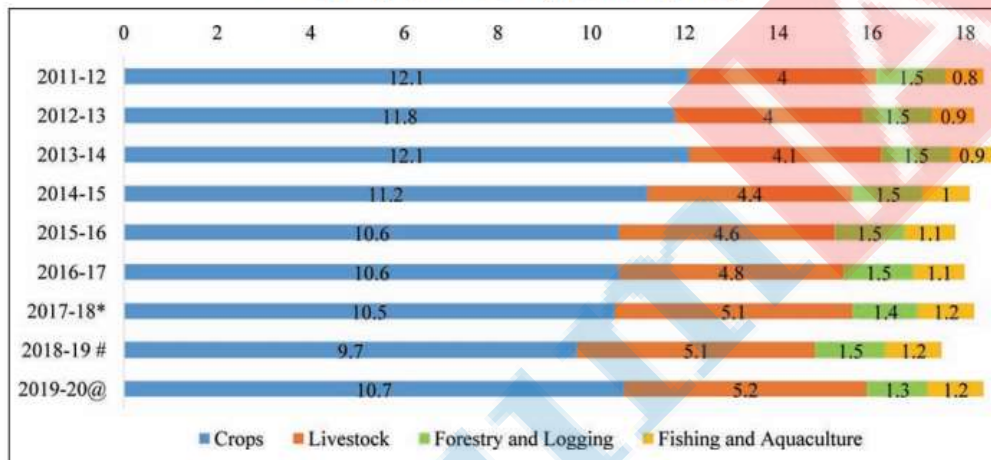 0 2 4 6 8 10 12 14 16 18
2011-12 12.1 4 1.5 0.8
2012-13 11.8 4 1.5 0.9
2013-14 12.1 4.1 1.5 0.9
2014-15 11.2 4.4 1.5 1
2015-16 10.6 4.6 1.5 1.1
2016-17 10.6 4.8 1.5 1.1
2017-18* 10.5 5.1 1.4 1.2
2018-19 # 9.7 5.1 1.5 1.2
2019-20@ 10.7 5.2 1.3 1.2
Crops Livestock Forestry and Logging Fishing and Aquaculture